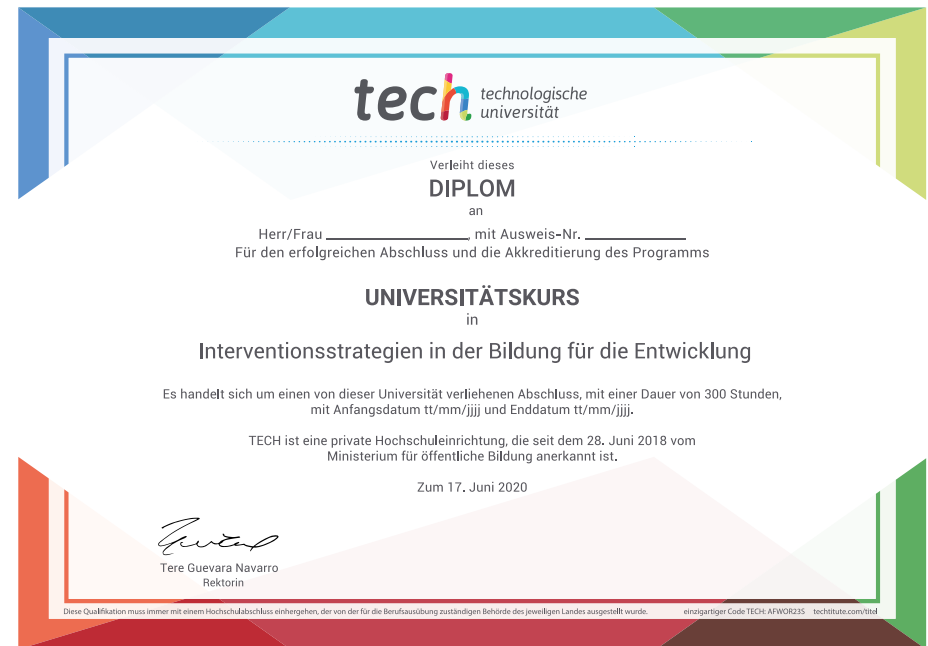 tech technologische
universität
Verleiht dieses
DIPLOM
an
Herr/Frau ____________________, mit Ausweis-Nr. ______________
Für den erfolgreichen Abschluss und die Akkreditierung des Programms
UNIVERSITÄTSKURS
in
Interventionsstrategien in der Bildung für die Entwicklung
Es handelt sich um einen von dieser Universität verliehenen Abschluss, mit einer Dauer von 300 Stunden,
mit Anfangsdatum tt/mm/jjjj und Enddatum tt/mm/jjjj.
TECH ist eine private Hochschuleinrichtung, die seit dem 28. Juni 2018 vom
Ministerium für öffentliche Bildung anerkannt ist.
Zum 17. Juni 2020
Tere Guevara Navarro
Rektorin
Diese Qualifikation muss immer mit einem Hochschulabschluss einhergehen, der von der für die Berufsausübung zuständigen Behörde des jeweiligen Landes ausgestellt wurde. einzigartiger Code TECH: AFWOR23S techtitute.com/titel